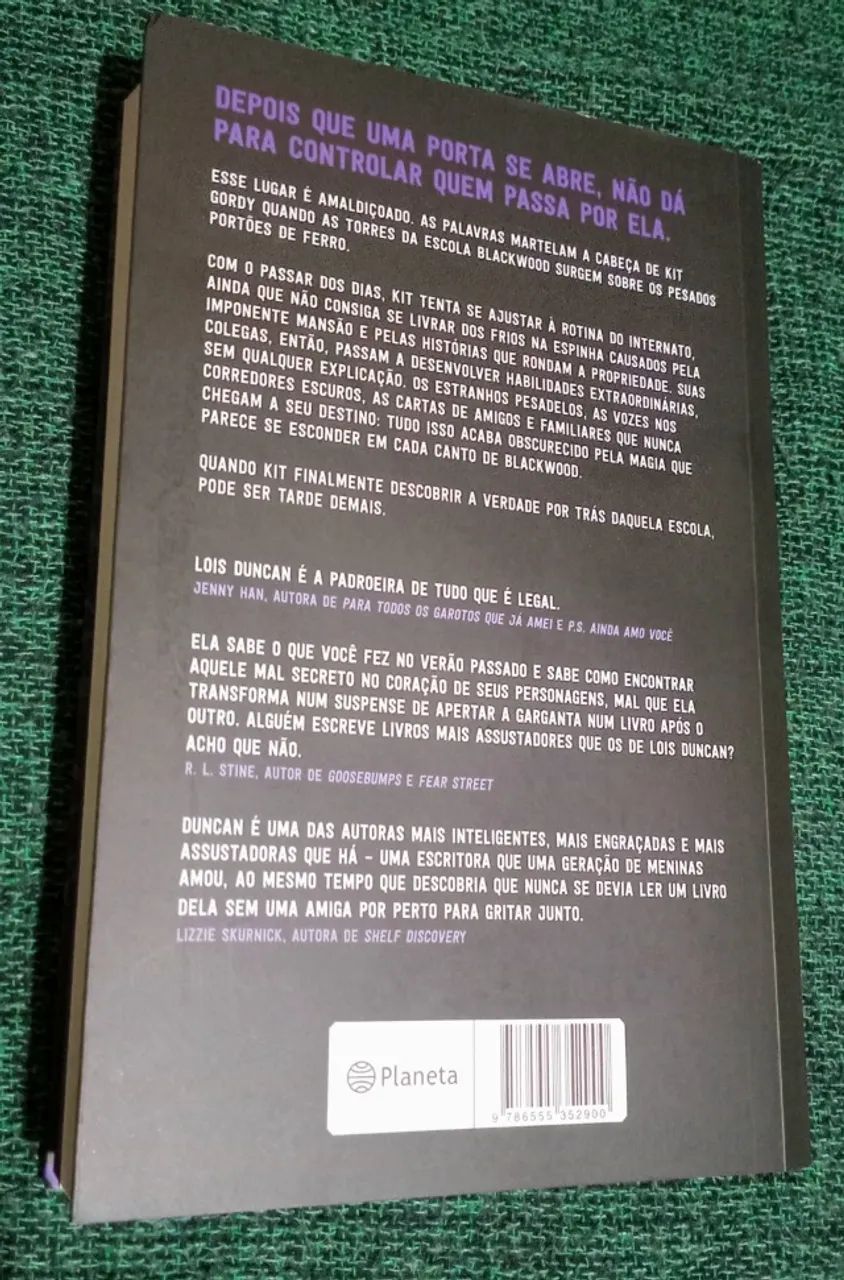 DEPOIS QUE UMA PORTA SE ABRE, NÃO DÁ
PARA CONTROLAR QUEM PASSA POR ELA.
ESSE LUGAR É AMALDIÇOADO. AS PALAVRAS MARTELAM A CABEÇA DE KIT
GORDY QUANDO AS TORRES DA ESCOLA BLACKWOOD SURGEM SOBRE OS PESADOS
PORTÕES DE FERRO.
COM O PASSAR DOS DIAS, KIT TENTA SE AJUSTAR À ROTINA DO INTERNATO,
AINDA QUE NÃO CONSIGA SE LIVRAR DOS FRIOS NA ESPINHA CAUSADOS PELA
IMPONENTE MANSÃO E PELAS HISTÓRIAS QUE RONDAM A PROPRIEDADE. SUAS
COLEGAS, ENTÃO, PASSAM A DESENVOLVER HABILIDADES EXTRAORDINÁRIAS,
SEM QUALQUER EXPLICAÇÃO. OS ESTRANHOS PESADELOS, AS VOZES NOS
CORREDORES ESCUROS, AS CARTAS DE AMIGOS E FAMILIARES QUE NUNCA
CHEGAM A SEU DESTINO: TUDO ISSO ACABA OBSCURECIDO PELA MAGIA QUE
PARECE SE ESCONDER EM CADA CANTO DE BLACKWOOD.
QUANDO KIT FINALMENTE DESCOBRIR A VERDADE POR TRÁS DAQUELA ESCOLA,
PODE SER TARDE DEMAIS.
LOIS DUNCAN É A PADROEIRA DE TUDO QUE É LEGAL.
JENNY HAN, AUTORA DE PARA TODOS OS GAROTOS QUE JÁ AMEI E P.S. AINDA AMO VOCÊ
ELA SABE O QUE VOCÊ FEZ NO VERÃO PASSADO E SABE COMO ENCONTRAR
AQUELE MAL SECRETO NO CORAÇÃO DE SEUS PERSONAGENS, MAL QUE ELA
TRANSFORMA NUM SUSPENSE DE APERTAR A GARGANTA NUM LIVRO APÓS O
OUTRO. ALGUÉM ESCREVE LIVROS MAIS ASSUSTADORES QUE OS DE LOIS DUNCAN?
ACHO QUE NÃO.
R. L. STINE, AUTOR DE GOOSEBUMPS E FEAR STREET
DUNCAN É UMA DAS AUTORAS MAIS INTELIGENTES, MAIS ENGRAÇADAS E MAIS
ASSUSTADORAS QUE HÁ – UMA ESCRITORA QUE UMA GERAÇÃO DE MENINAS
AMOU, AO MESMO TEMPO QUE DESCOBRIA QUE NUNCA SE DEVIA LER UM LIVRO
DELA SEM UMA AMIGA POR PERTO PARA GRITAR JUNTO.
LIZZIE SKURNICK, AUTORA DE SHELF DISCOVERY
Planeta
9 786555 352900